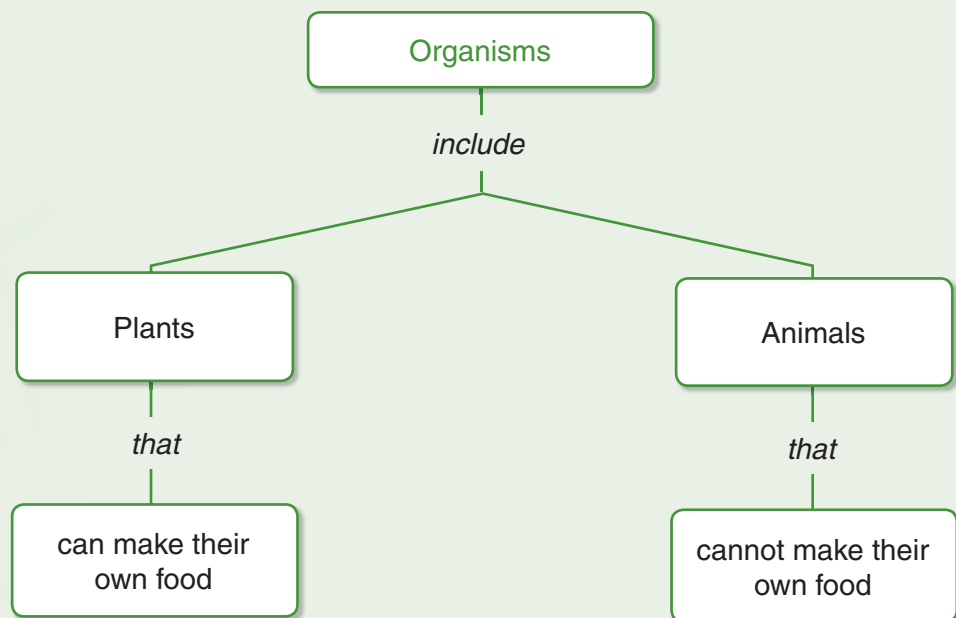 Organisms
include
Plants
Animals
that
that
can make their
own food
cannot make their
own food